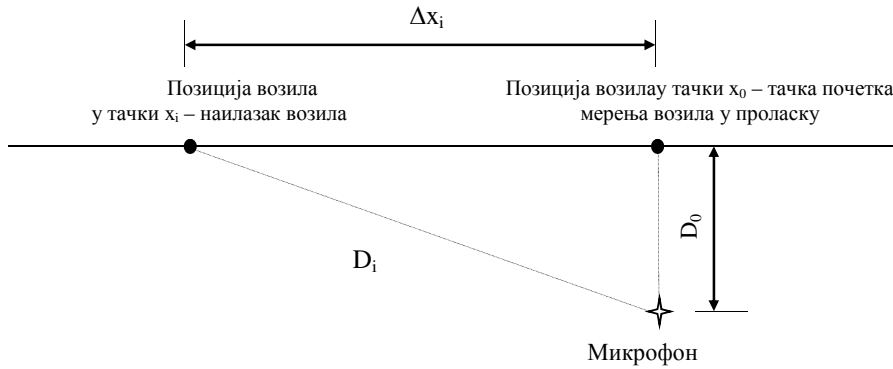 Δxᵢ
Позиција возила
у тачки xᵢ – наилазак возила
Позиција возилау тачки x₀ – тачка почетка
мерења возила у проласку
D₀
Dᵢ
Микрофон